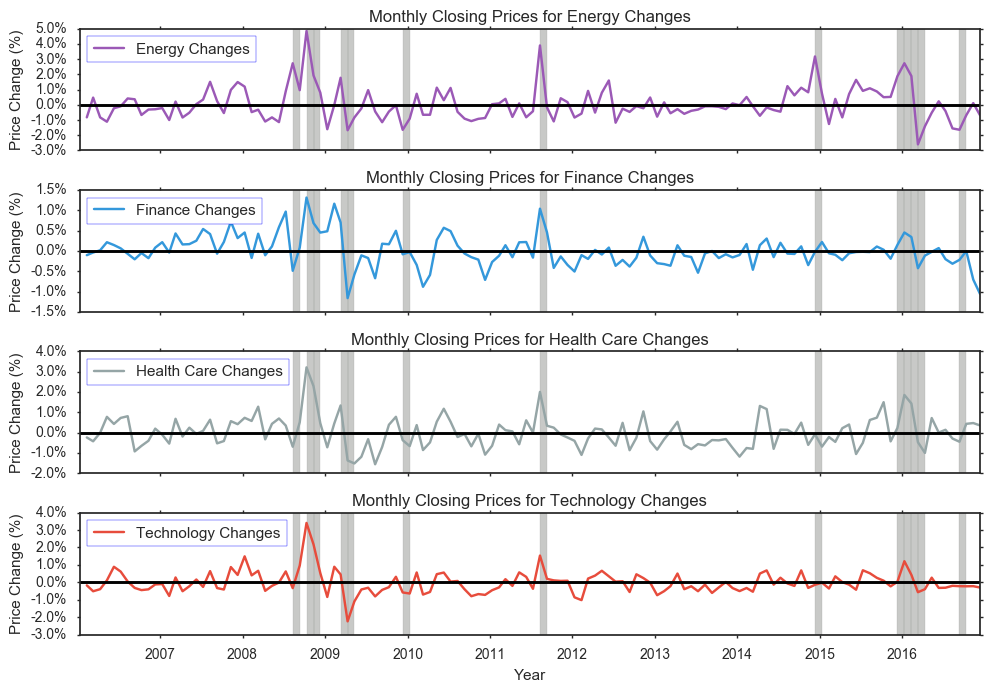 Monthly Closing Prices for Energy Changes
Price Change (%)
5.0%
4.0%
3.0%
2.0%
1.0%
0.0%
-1.0%
-2.0%
-3.0%
Energy Changes
Monthly Closing Prices for Finance Changes
Price Change (%)
1.5%
1.0%
0.5%
0.0%
-0.5%
-1.0%
-1.5%
Finance Changes
Monthly Closing Prices for Health Care Changes
Price Change (%)
4.0%
3.0%
2.0%
1.0%
0.0%
-1.0%
-2.0%
Health Care Changes
Monthly Closing Prices for Technology Changes
Price Change (%)
4.0%
3.0%
2.0%
1.0%
0.0%
-1.0%
-2.0%
-3.0%
Technology Changes
2007 2008 2009 2010 2011 2012 2013 2014 2015 2016
Year